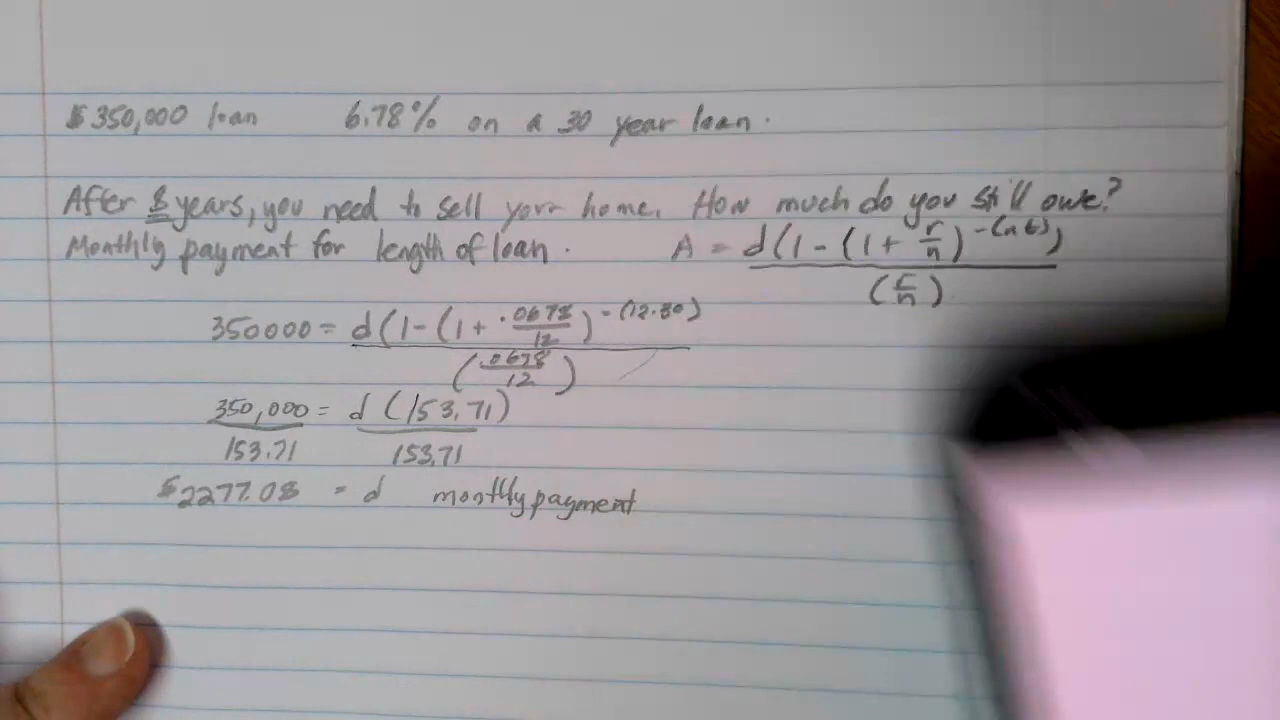 $350,000 loan 6.78% on a 30 year loan.
After 8 years, you need to sell your home. How much do you still owe?
Monthly payment for length of loan. A = d(1-(1+ r/n)^-(nt)) / (r/n)
350000 = d(1-(1+ .0678/12)^-(12.30) / (.0678/12)
350,000/153.71 = d(153.71)/153.71
$2277.08 = d monthly payment